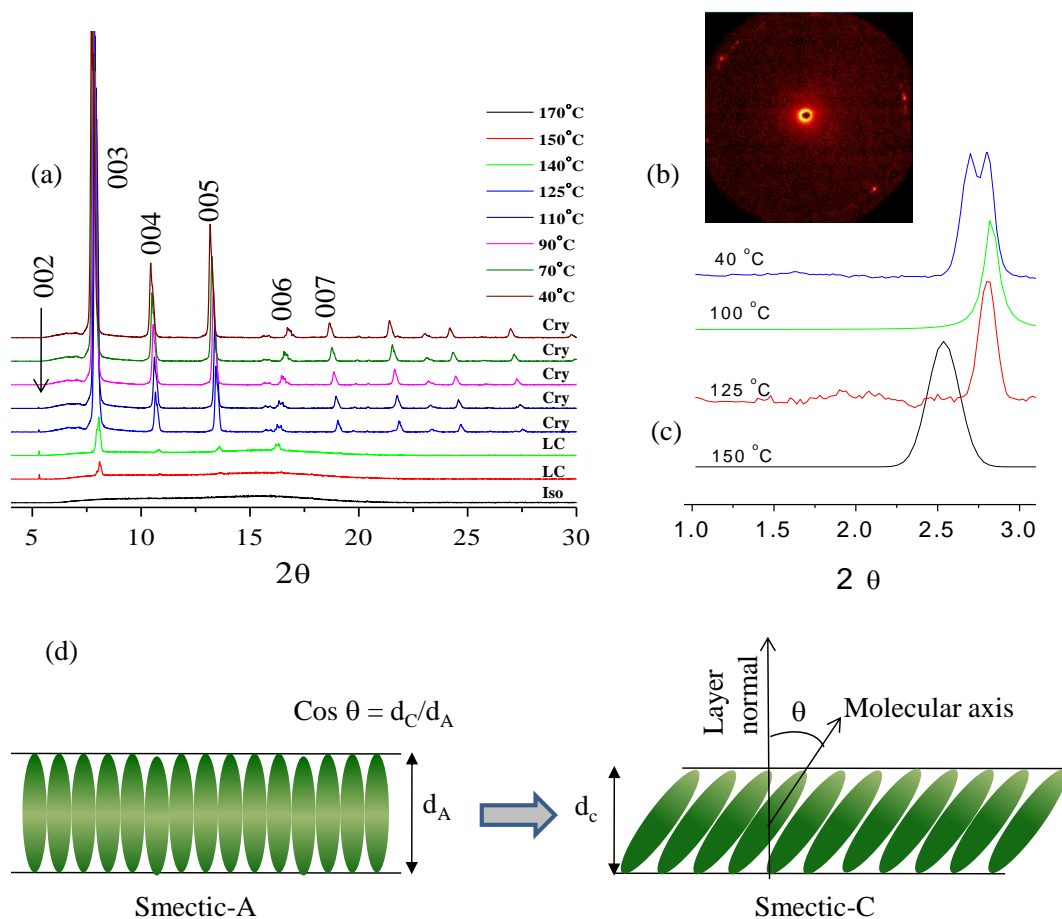 (a)
002
003
004
005
006
007
170°C
150°C
140°C
125°C
110°C
90°C
70°C
40°C
Cry
Cry
Cry
Cry
Cry
LC
LC
Iso
5 10 15 20 25 30
2θ
(b)
40 °C
100 °C
125 °C
(c)
150 °C
1.0 1.5 2.0 2.5 3.0
2 θ
(d)
Cos θ = dC/dA
dA
Smectic-A
Layer
normal
θ
Molecular axis
dc
Smectic-C